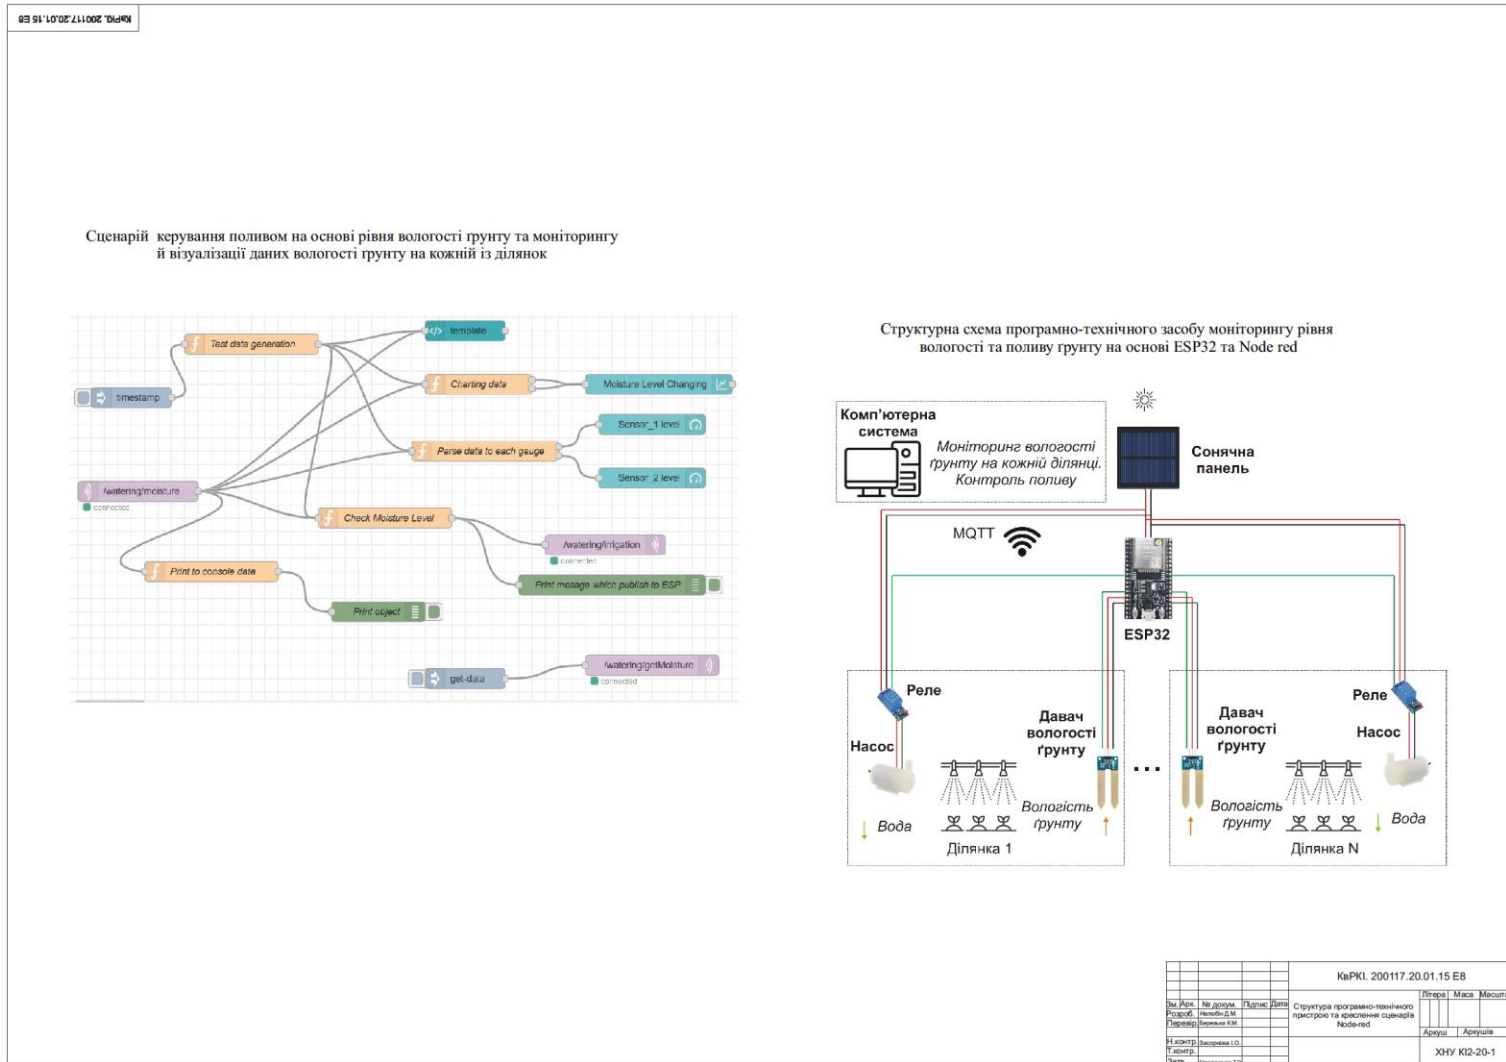 КвРКІ. 200117.20.01.15 Е8
Сценарій керування поливом на основі рівня вологості ґрунту та моніторингу
й візуалізації даних вологості ґрунту на кожній із ділянок
template
Test data generation
Charting data
Moisture Level Changing
timestamp
Sensor_1 level
Parse data to each gauge
Sensor_2 level
/watering/moisture
connected
Check Moisture Level
/watering/irrigation
connected
Print to console data
Print mesage which publish to ESP
Print object
/watering/getMoisture
get-data
connected
Структурна схема програмно-технічного засобу моніторингу рівня
вологості та поливу ґрунту на основі ESP32 та Node red
Комп'ютерна
система
Моніторинг вологості
ґрунту на кожній ділянці.
Контроль поливу
Сонячна
панель
MQTT
ESP32
Реле
Насос
Давач
вологості
ґрунту
Вологість
ґрунту
Вода
Ділянка 1
...
Давач
вологості
ґрунту
Реле
Насос
Вологість
ґрунту
Вода
Ділянка N
КвРКІ. 200117.20.01.15 Е8
Зм. Арк. № докум. Підпис Дата
Розроб.
Перевір.
Н.контр. Засорнова І.О.
Т.контр.
Структура програмно-технічного
пристрою та креслення сценарів
Node-red
Літера Маса
Аркуш Аркушів
ХНУ КІ2-20-1